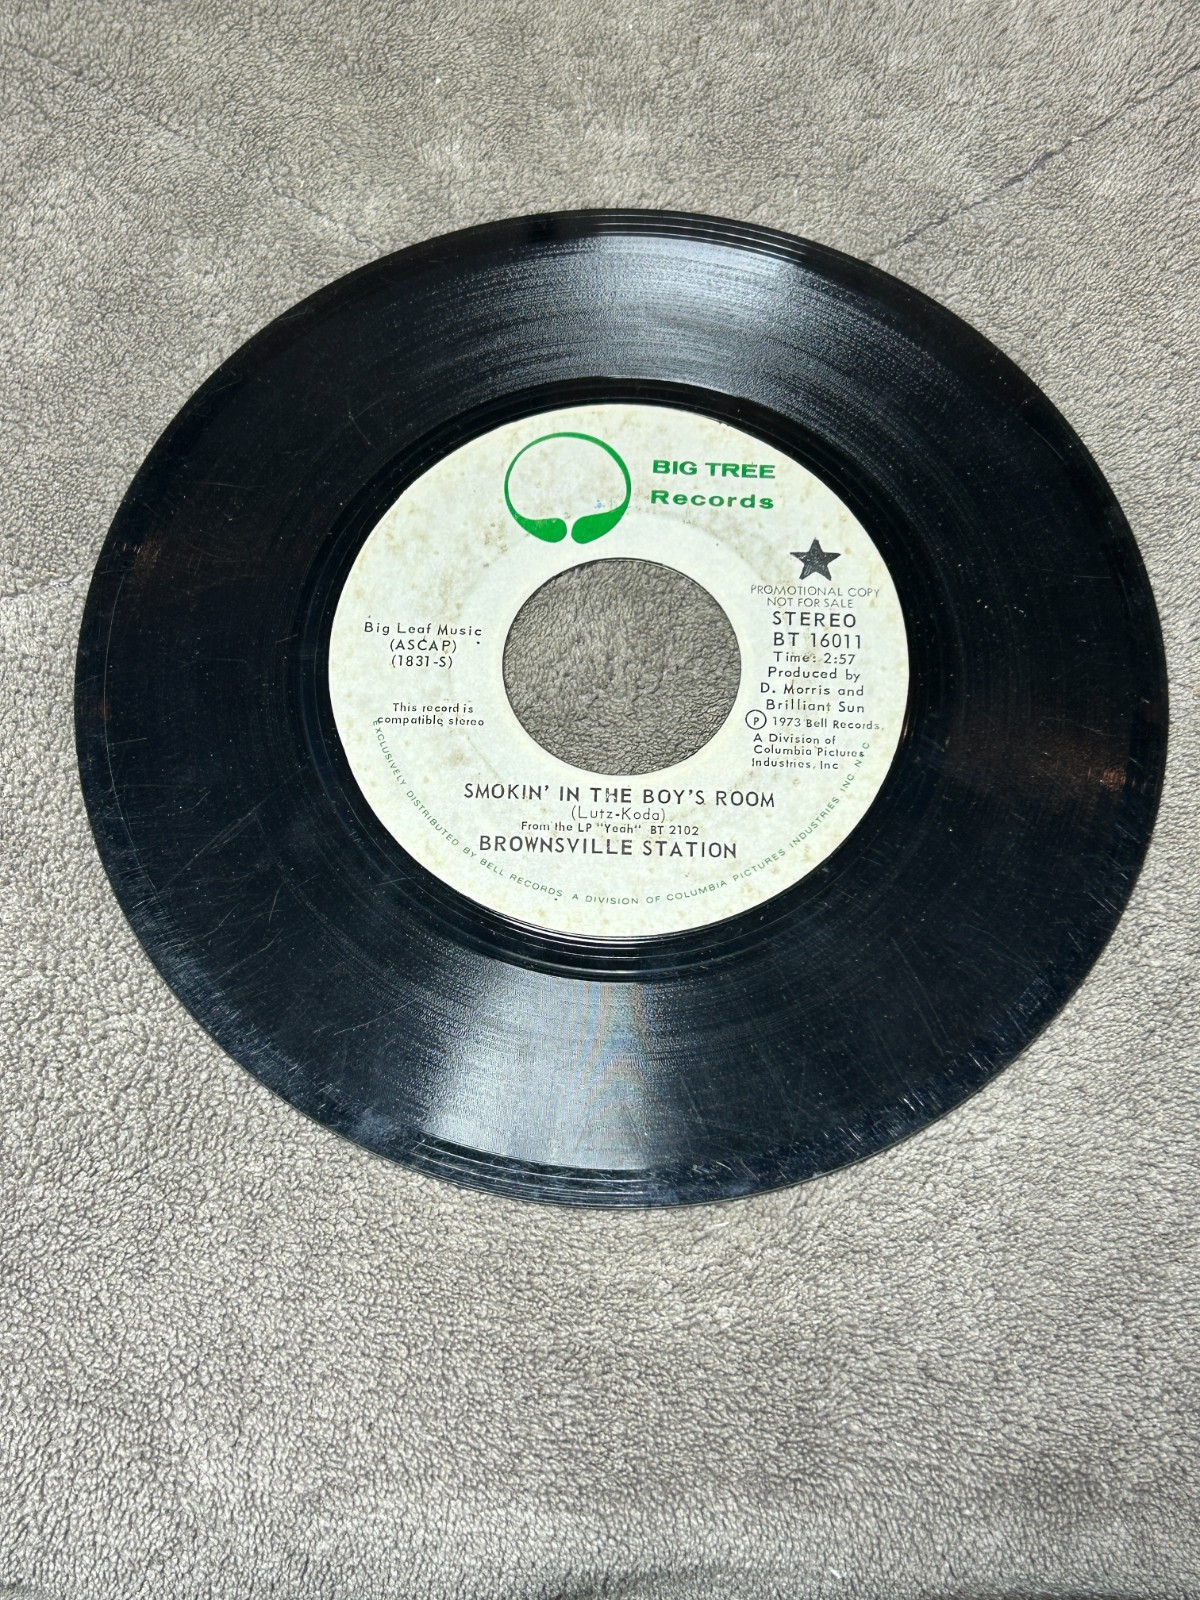 BIG TREE
Records
PROMOTIONAL COPY
NOT FOR SALE
STEREO
BT 16011
Time: 2:57
Produced by
D. Morris and
Brilliant Sun
Ⓟ 1973 Bell Records,
A Division of
Columbia Pictures
Industries, Inc
Big Leaf Music
(ASCAP)
(1831-S)
This record is
compatible stereo
SMOKIN' IN THE BOY'S ROOM
(Lutz-Koda)
From the LP "Yeah" BT 2102
BROWNSVILLE STATION
EXCLUSIVELY DISTRIBUTED BY BELL RECORDS, A DIVISION OF COLUMBIA PICTURES INDUSTRIES, INC.